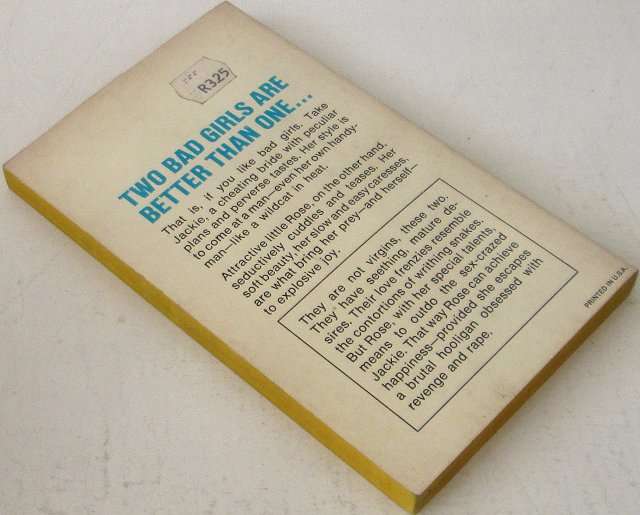 R3.25
TWO BAD GIRLS ARE
BETTER THAN ONE...
That is, if you like bad girls. Take
Jackie, a cheating bride with peculiar
plans and perverse tastes. Her style is
to come at a man—even her own handy-
man—like a wildcat in heat.
Attractive little Rose, on the other hand,
seductively cuddles and teases. Her
soft beauty, her slow and easy caresses,
are what bring her prey—and herself—
to explosive joy.
They are not virgins, these two.
They have seething, mature de-
sires. Their love frenzies resemble
the contortions of writhing snakes.
But Rose, with her special talents,
means to outdo the sex-crazed
Jackie. That way Rose can achieve
happiness—provided she escapes
a brutal hooligan obsessed with
revenge and rape.
PRINTED IN U.S.A.